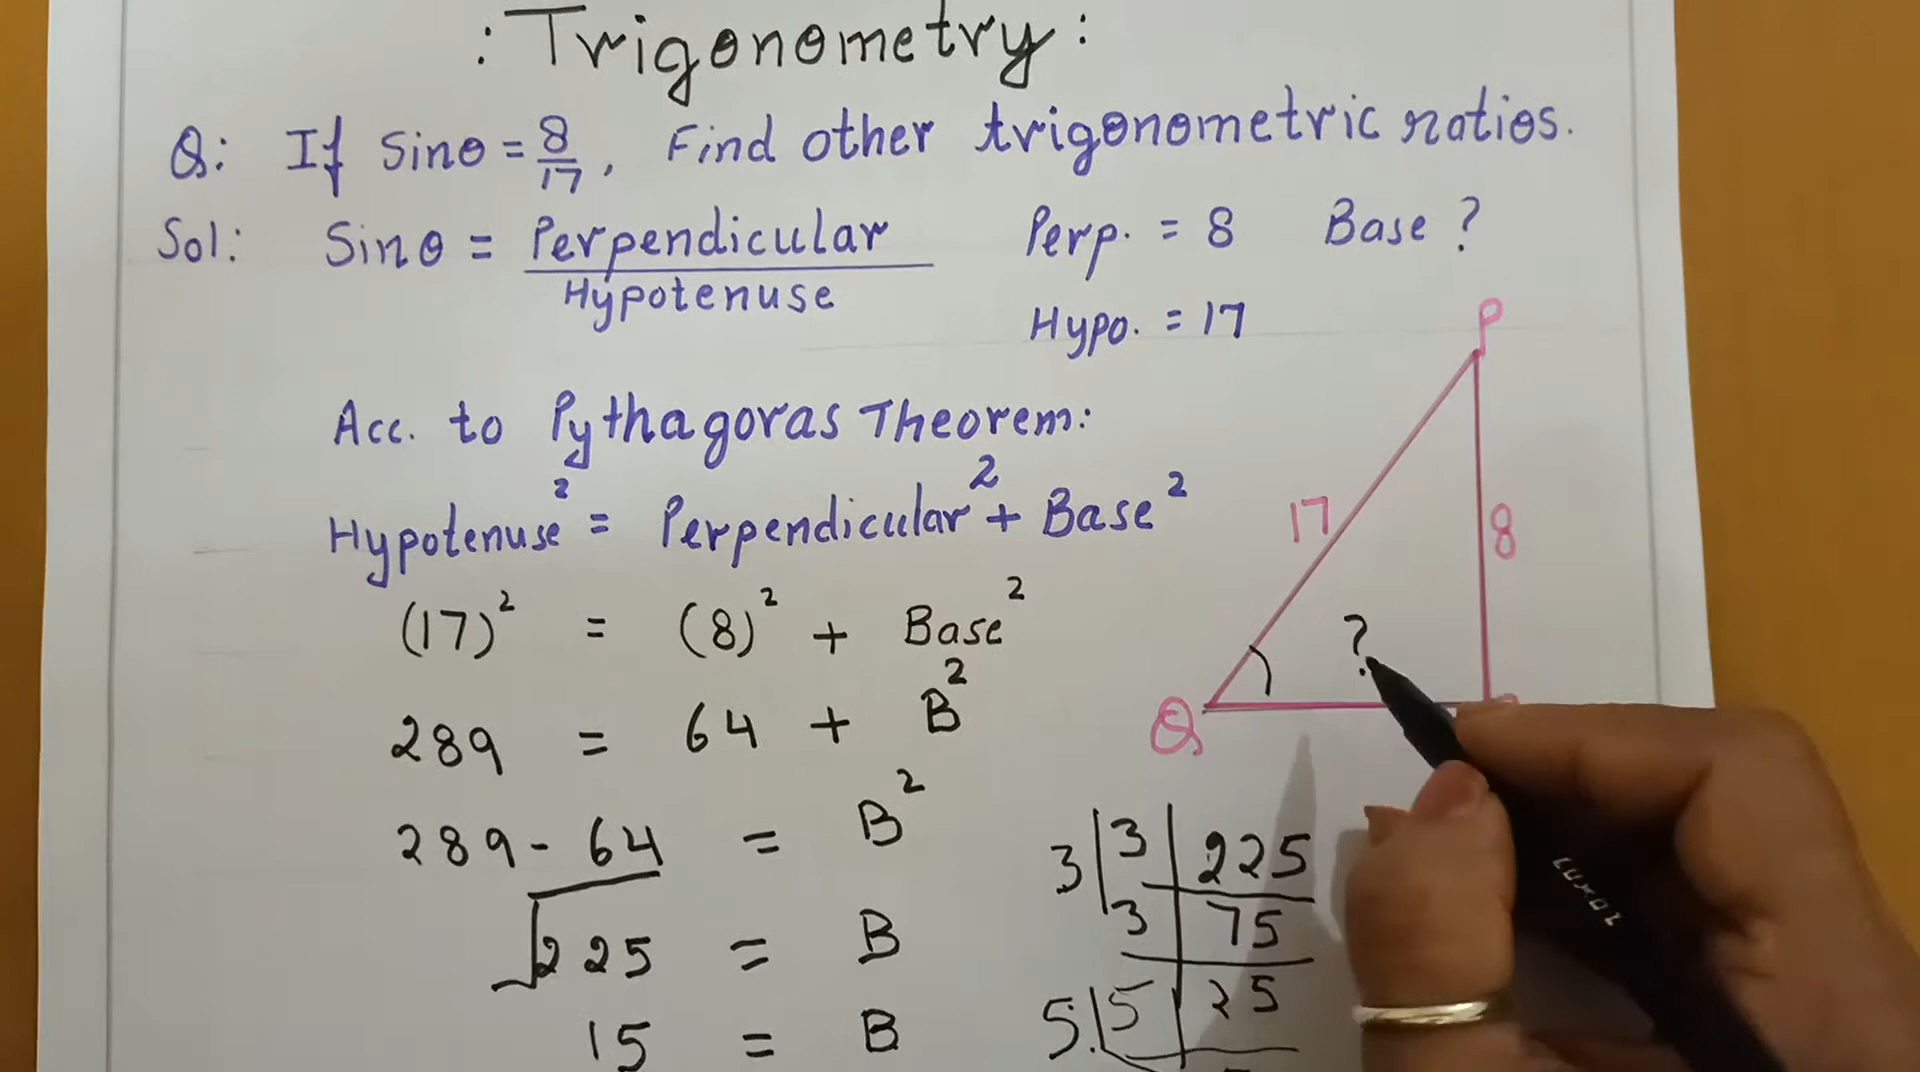 : Trigonometry :
Q: If Sinθ = 8/17, Find other trigonometric ratios.
Sol: Sinθ = Perpendicular/Hypotenuse
Perp. = 8 Base ?
Hypo. = 17
Acc. to Pythagoras Theorem:
Hypotenuse² = Perpendicular² + Base²
(17)² = (8)² + Base²
289 = 64 + B²
289 - 64 = B²
√225 = B
15 = B
P
17
8
?
Q
3 3 225
3 75
5. 5 25
LUXOR